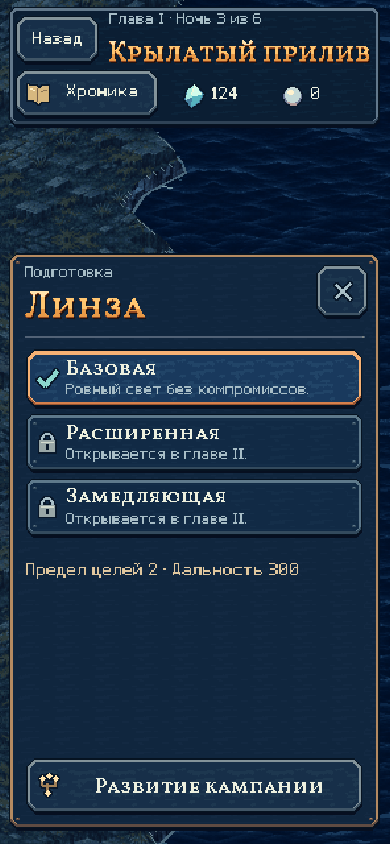 Глава I · Ночь 3 из 6
Назад
Крылатый прилив
Хроника
124
0
Подготовка
Линза
Базовая
Ровный свет без компромиссов.
Расширенная
Открывается в главе II.
Замедляющая
Открывается в главе II.
Предел целей 2 · Дальность 300
Развитие кампании